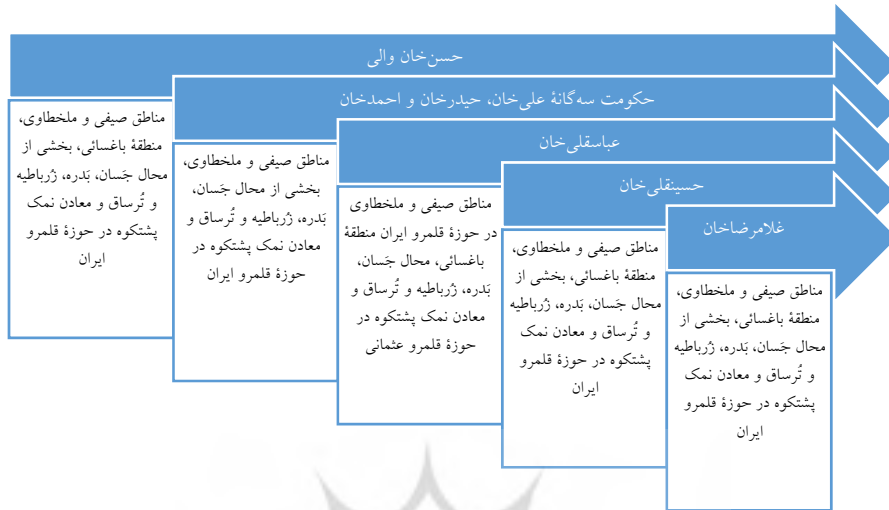 حسن‌خان والی
حکومت سه‌گانهٔ علی‌خان، حیدرخان و احمدخان
عباسقلی‌خان
حسینقلی‌خان
غلامرضاخان
مناطق صیفی و ملخطاوی،
منطقهٔ باغسائی، بخشی از
محال جَسان، بَدره، زُرباطیه
و تُرساق و معادن نمک
پشتکوه در حوزهٔ قلمرو
ایران
مناطق صیفی و ملخطاوی،
بخشی از محال جَسان،
بَدره، زُرباطیه و تُرساق و
معادن نمک پشتکوه در
حوزهٔ قلمرو ایران
مناطق صیفی و ملخطاوی
در حوزهٔ قلمرو ایران منطقهٔ
باغسائی، محال جَسان،
بَدره، زُرباطیه و تُرساق و
معادن نمک پشتکوه در
حوزهٔ قلمرو عثمانی
مناطق صیفی و ملخطاوی،
منطقهٔ باغسائی، بخشی از
محال جَسان، بَدره، زُرباطیه
و تُرساق و معادن نمک
پشتکوه در حوزهٔ قلمرو
ایران
مناطق صیفی و ملخطاوی،
منطقهٔ باغسائی، بخشی از
محال جَسان، بَدره، زُرباطیه
و تُرساق و معادن نمک
پشتکوه در حوزهٔ قلمرو
ایران